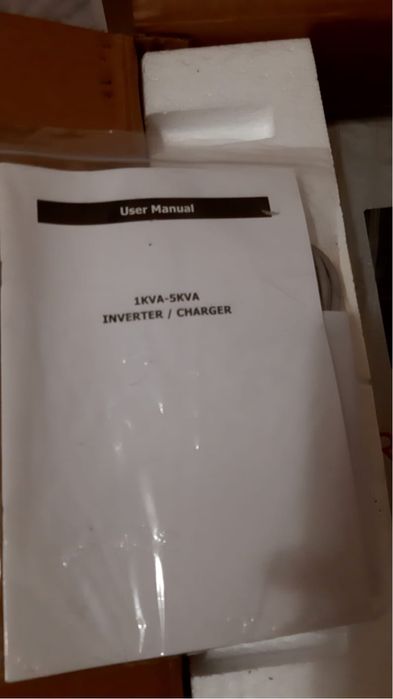 User Manual
1KVA-5KVA
INVERTER / CHARGER